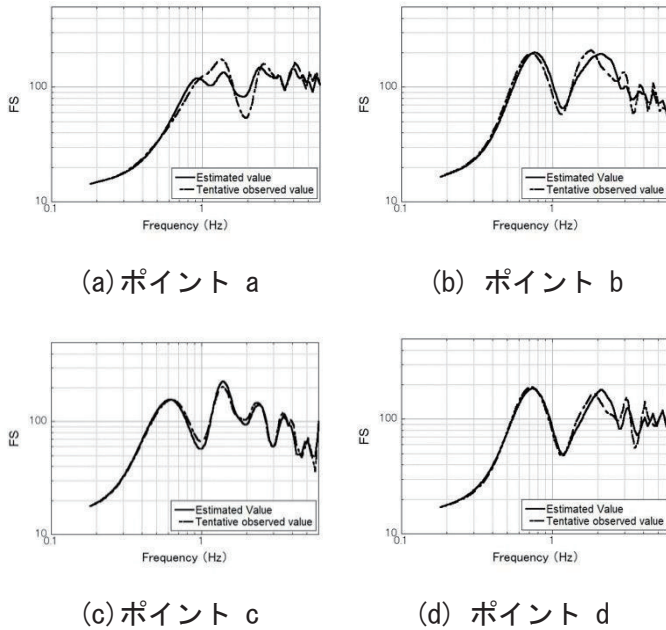 100
FS
10
Estimated value
Tentative observed value
0.1
1
Frequency (Hz)
(a)ポイント a
100
FS
10
Estimated value
Tentative observed value
0.1
1
Frequency (Hz)
(b) ポイント b
100
FS
10
Estimated Value
Tentative observed value
0.1
1
Frequency (Hz)
(c)ポイント c
100
FS
10
Estimated Value
Tentative observed value
0.1
1
Frequency (Hz)
(d) ポイント d